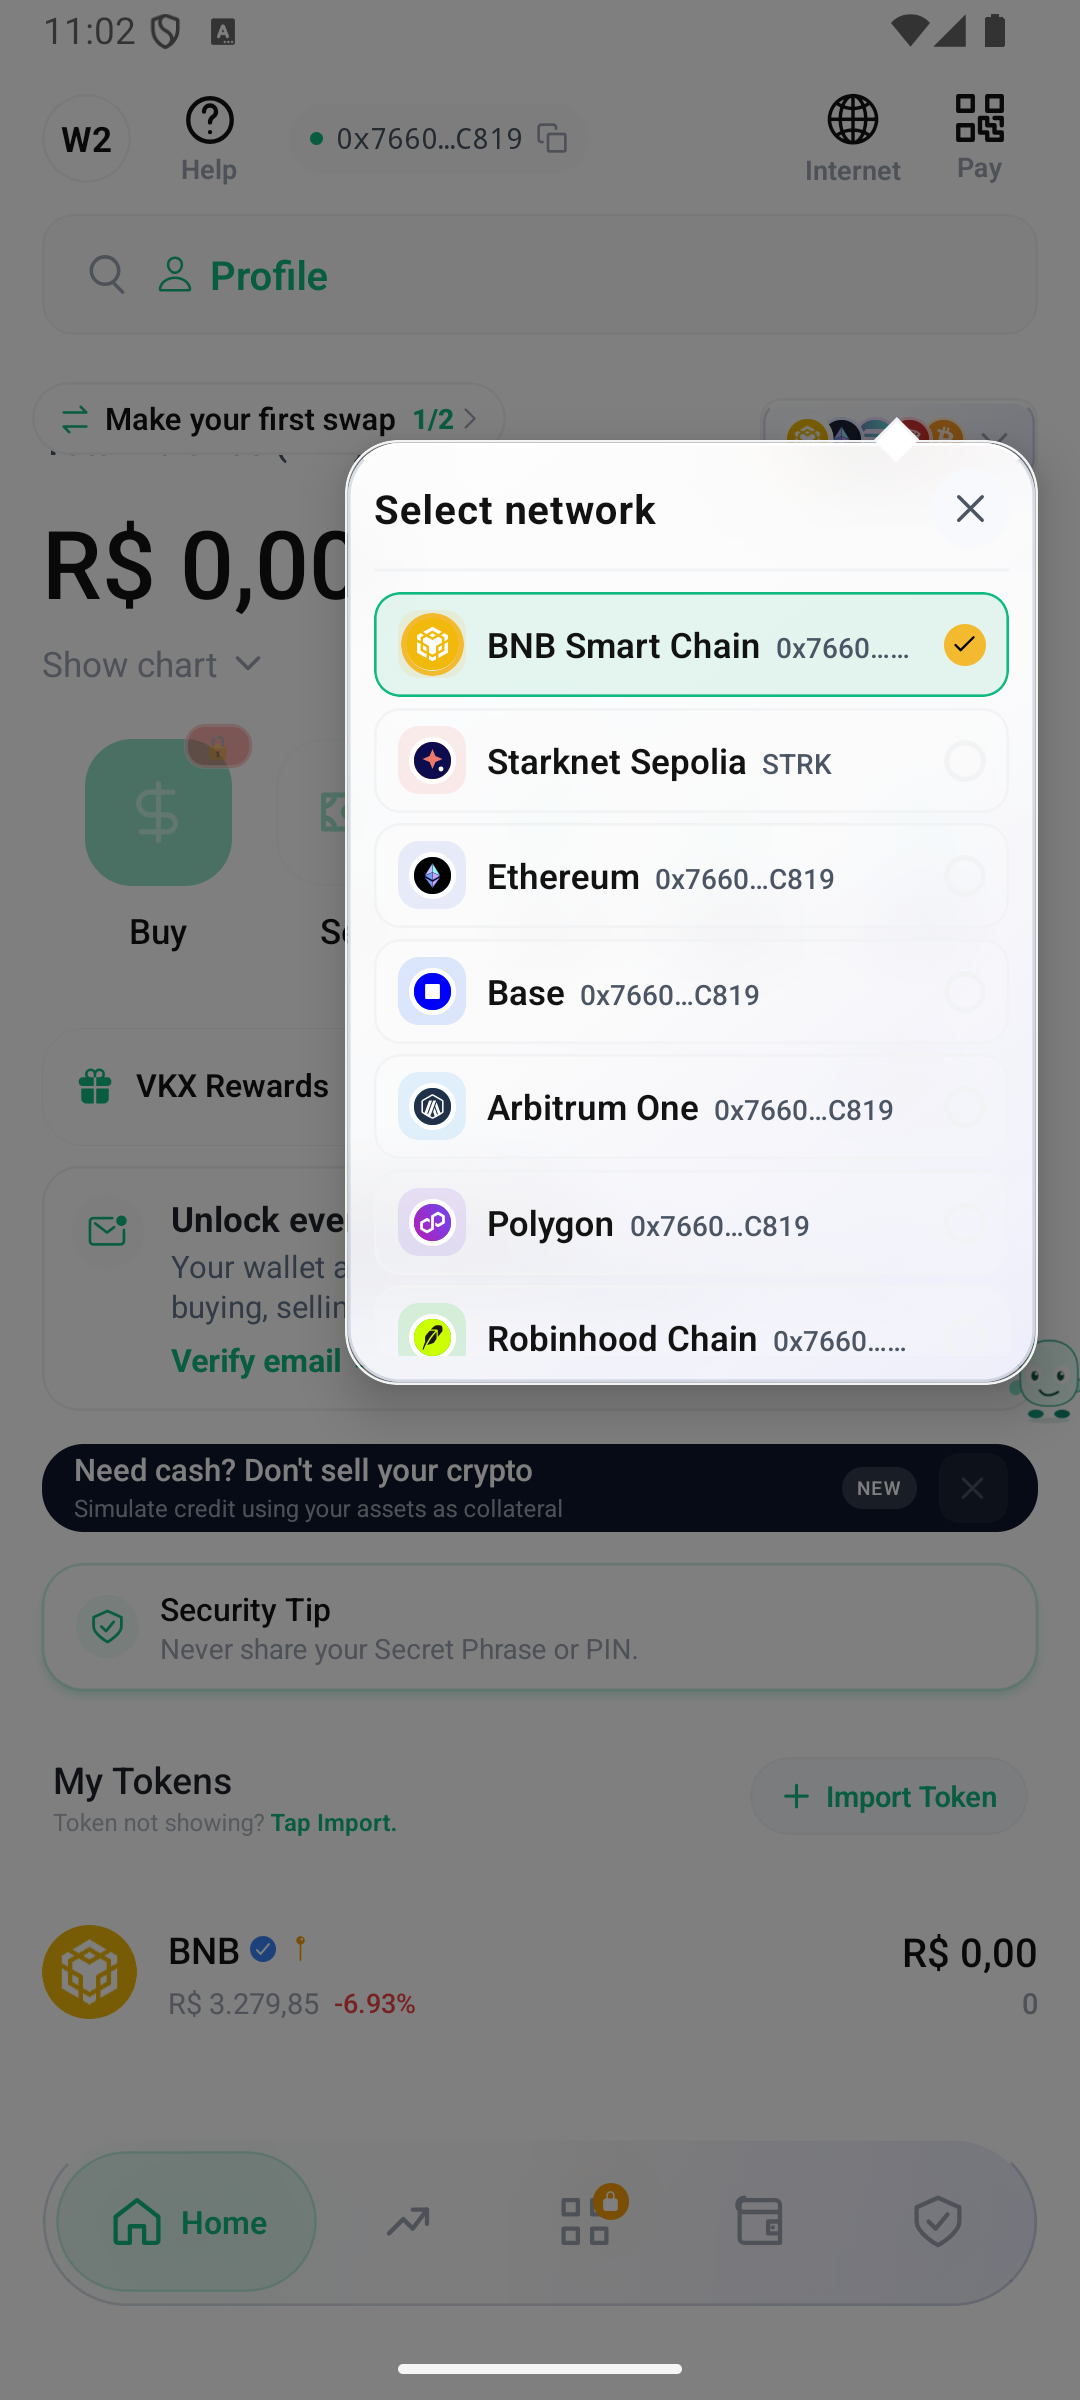 11:02
W2
Help
0x7660...C819
Internet
Pay
Profile
Make your first swap 1/2
Select network
R$ 0,00
Show chart
BNB Smart Chain 0x7660......
Starknet Sepolia STRK
Ethereum 0x7660...C819
Base 0x7660...C819
Arbitrum One 0x7660...C819
Polygon 0x7660...C819
Robinhood Chain 0x7660......
Buy
VKX Rewards
Your wallet
Verify email
Need cash? Don't sell your crypto
Simulate credit using your assets as collateral
NEW
Security Tip
Never share your Secret Phrase or PIN.
My Tokens
Token not showing? Tap Import.
Import Token
BNB
R$ 0,00
R$ 3.279,85 -6.93%
0
Home